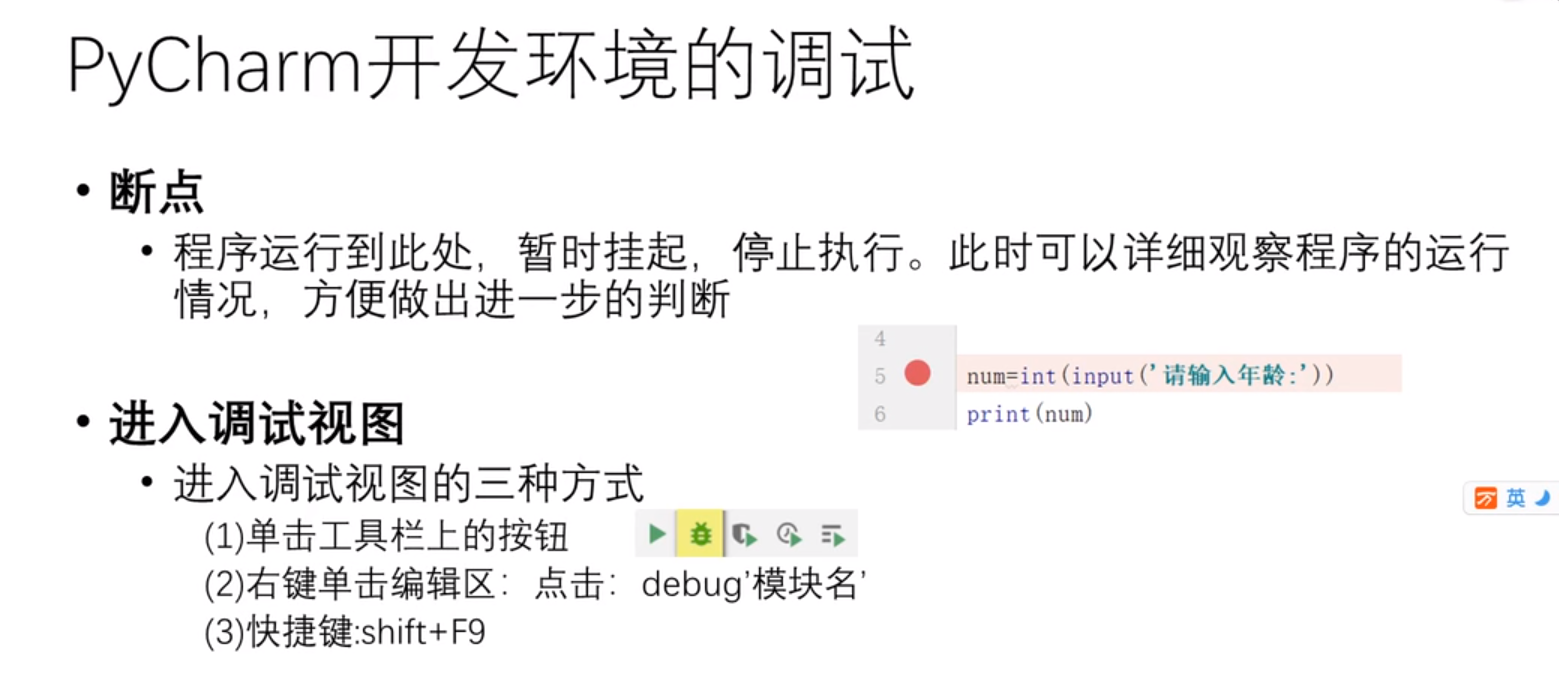 PyCharm开发环境的调试
• 断点
• 程序运行到此处，暂时挂起，停止执行。此时可以详细观察程序的运行
情况，方便做出进一步的判断
4
5 num=int(input('请输入年龄:'))
6 print(num)
• 进入调试视图
• 进入调试视图的三种方式
(1)单击工具栏上的按钮
(2)右键单击编辑区：点击：debug’模块名’
(3)快捷键:shift+F9
万 英